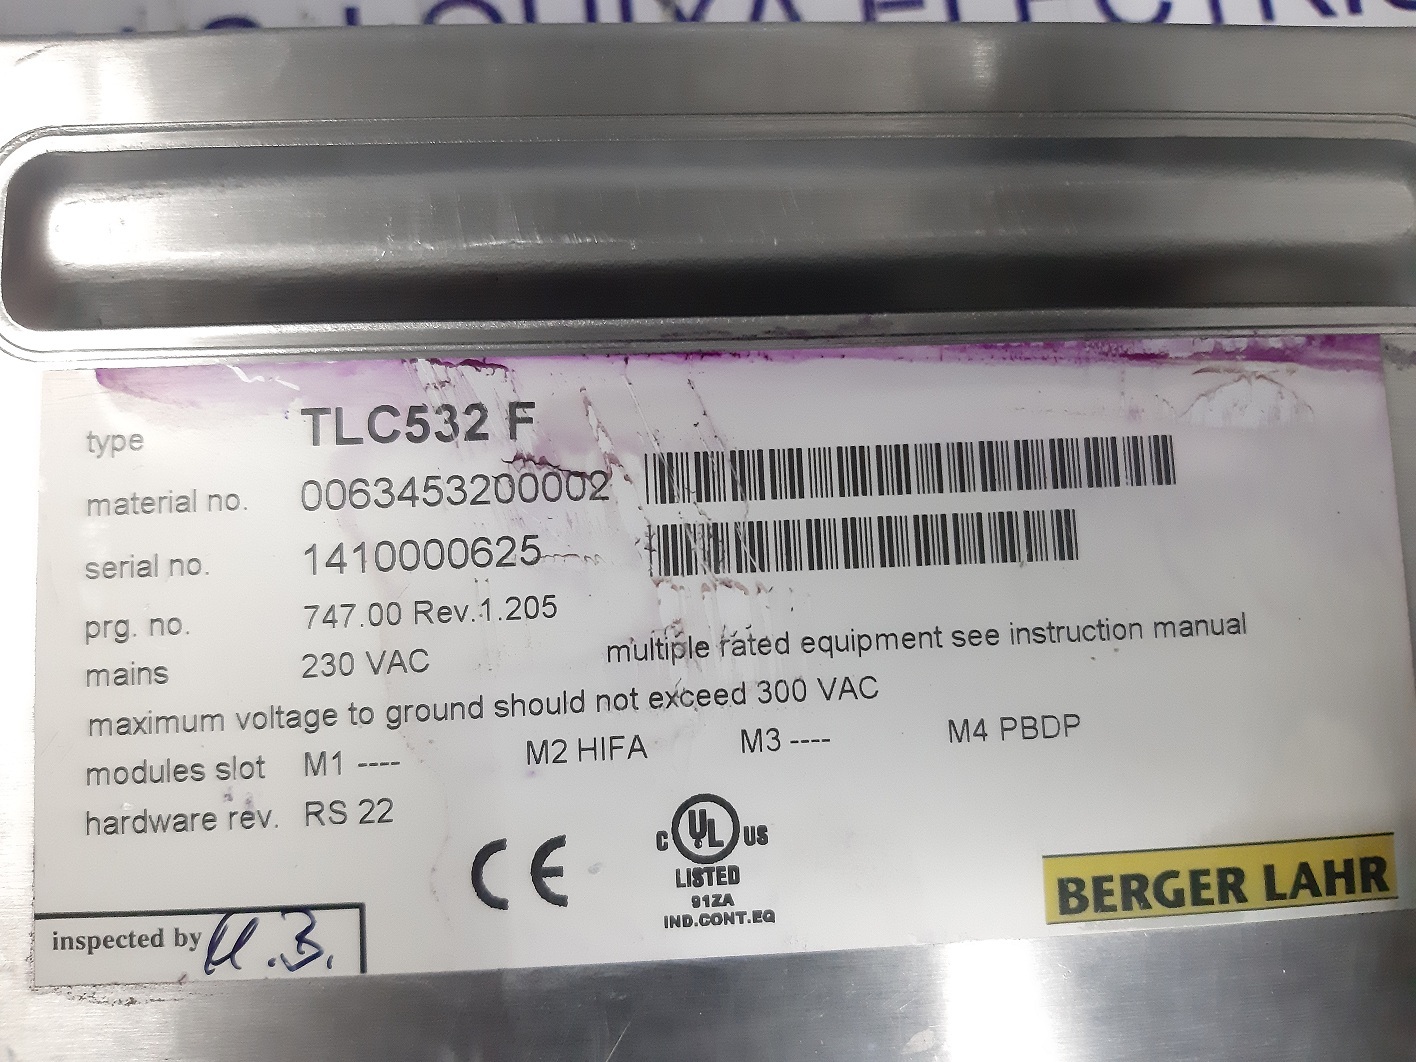 LOHIYA ELECTRIC
type TLC532 F
material no. 0063453200002
serial no. 1410000625
prg. no. 747.00 Rev.1.205
mains 230 VAC multiple rated equipment see instruction manual
maximum voltage to ground should not exceed 300 VAC
modules slot M1 ---- M2 HIFA M3 ---- M4 PBDP
hardware rev. RS 22
CE
C UL US
LISTED
91ZA
IND.CONT.EQ
BERGER LAHR
inspected by